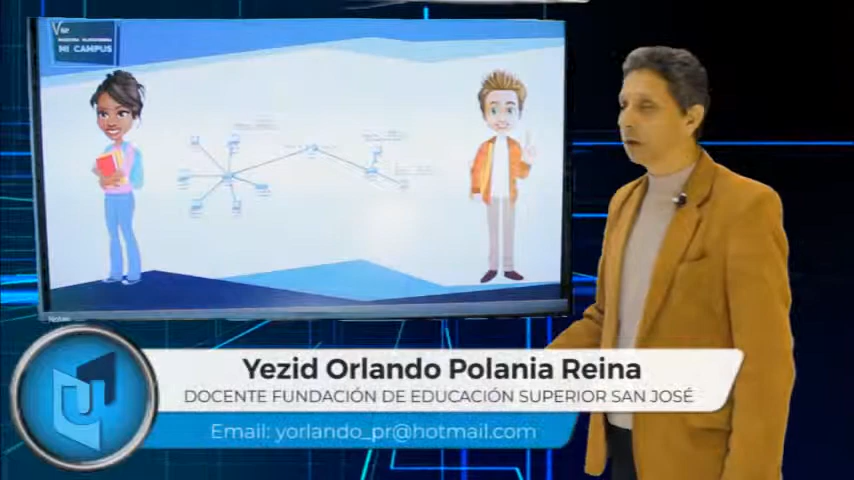 MI CAMPUS
Yezid Orlando Polania Reina
DOCENTE FUNDACIÓN DE EDUCACIÓN SUPERIOR SAN JOSÉ
Email: yorlando_pr@hotmail.com